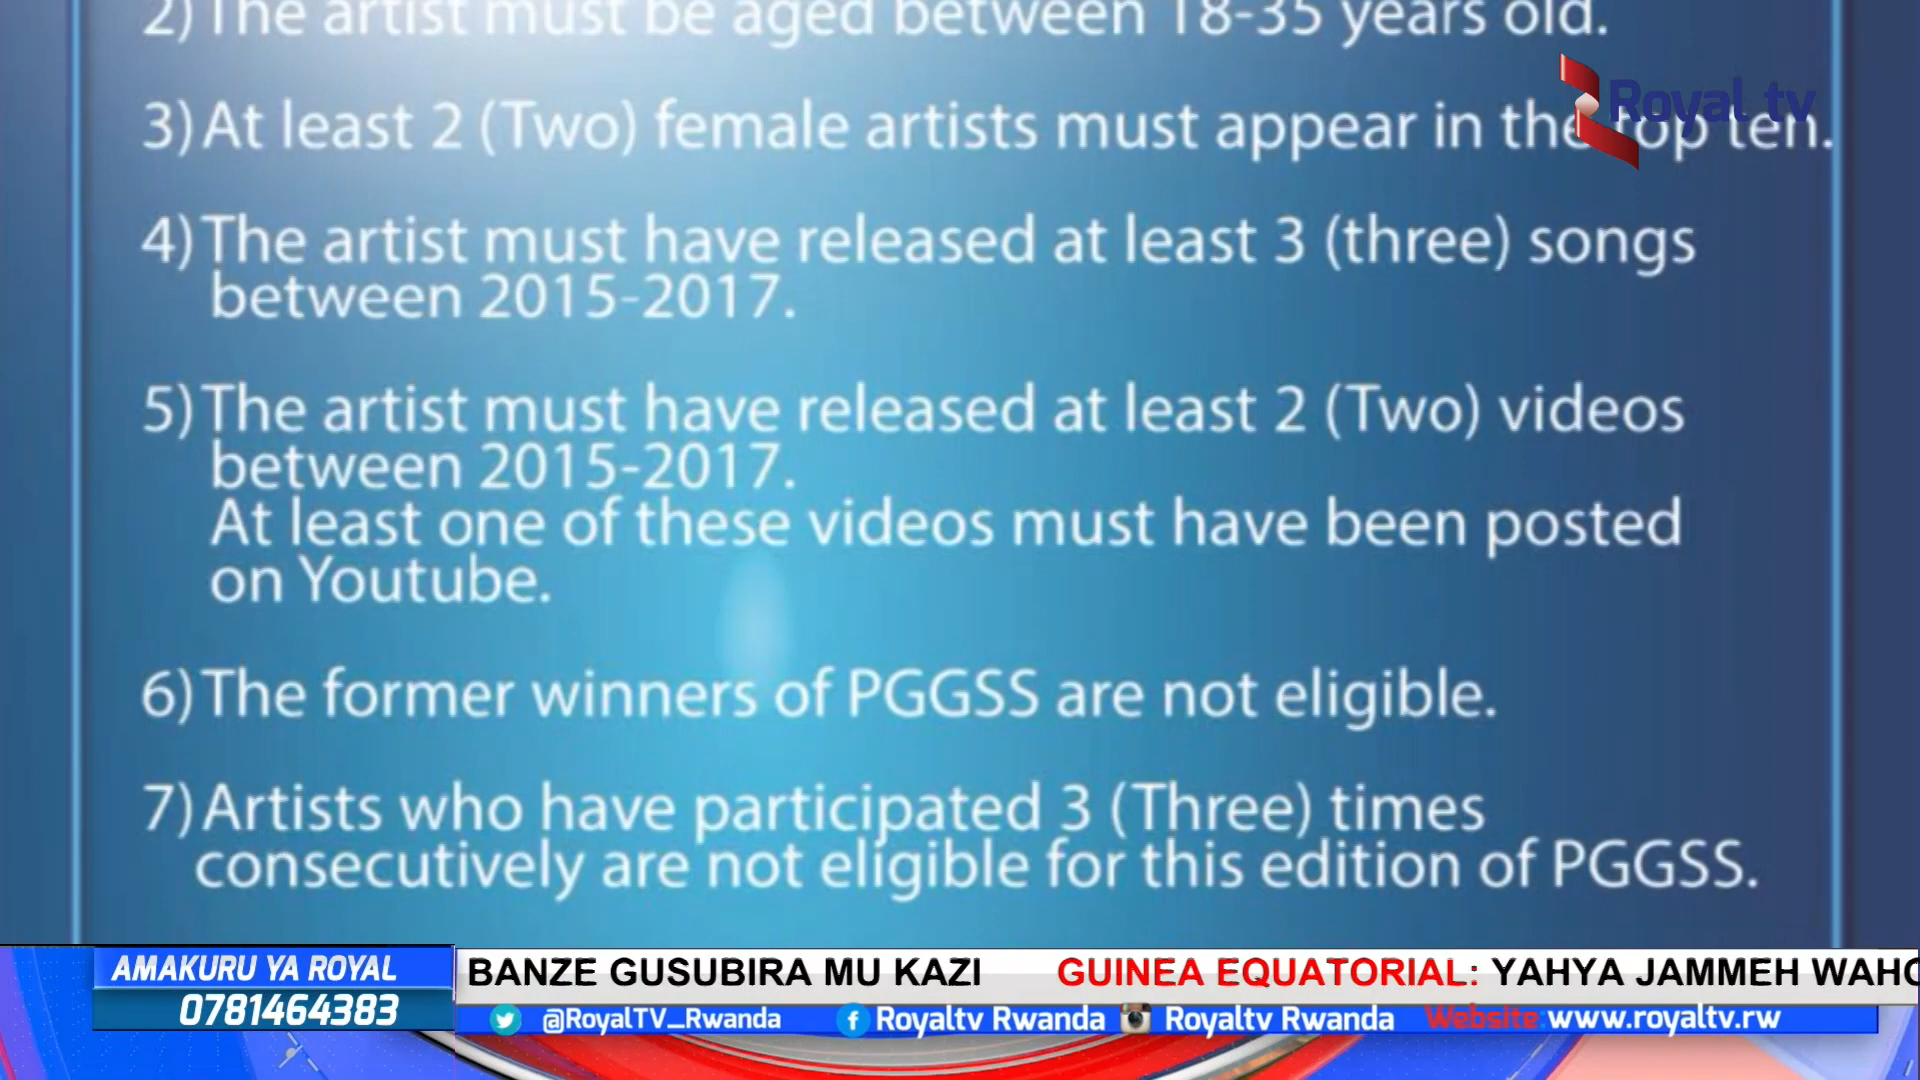 2) The artist must be aged between 18-35 years old.
Royal tv
3) At least 2 (Two) female artists must appear in the top ten.
4) The artist must have released at least 3 (three) songs
between 2015-2017.
5) The artist must have released at least 2 (Two) videos
between 2015-2017.
At least one of these videos must have been posted
on Youtube.
6) The former winners of PGGSS are not eligible.
7) Artists who have participated 3 (Three) times
consecutively are not eligible for this edition of PGGSS.
AMAKURU YA ROYAL
0781464383
BANZE GUSUBIRA MU KAZI GUINEA EQUATORIAL: YAHYA JAMMEH
@RoyalTV_Rwanda Royaltv Rwanda Royaltv Rwanda Website: www.royaltv.rw